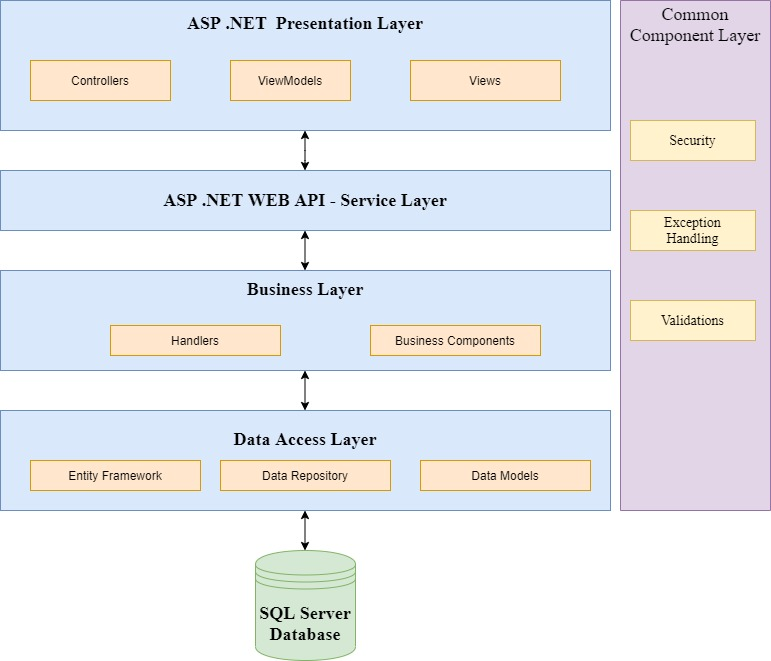 ASP .NET  Presentation Layer
Controllers
ViewModels
Views
ASP .NET WEB API - Service Layer
Business Layer
Handlers
Business Components
Data Access Layer
Entity Framework
Data Repository
Data Models
SQL Server
Database
Common
Component Layer
Security
Exception
Handling
Validations